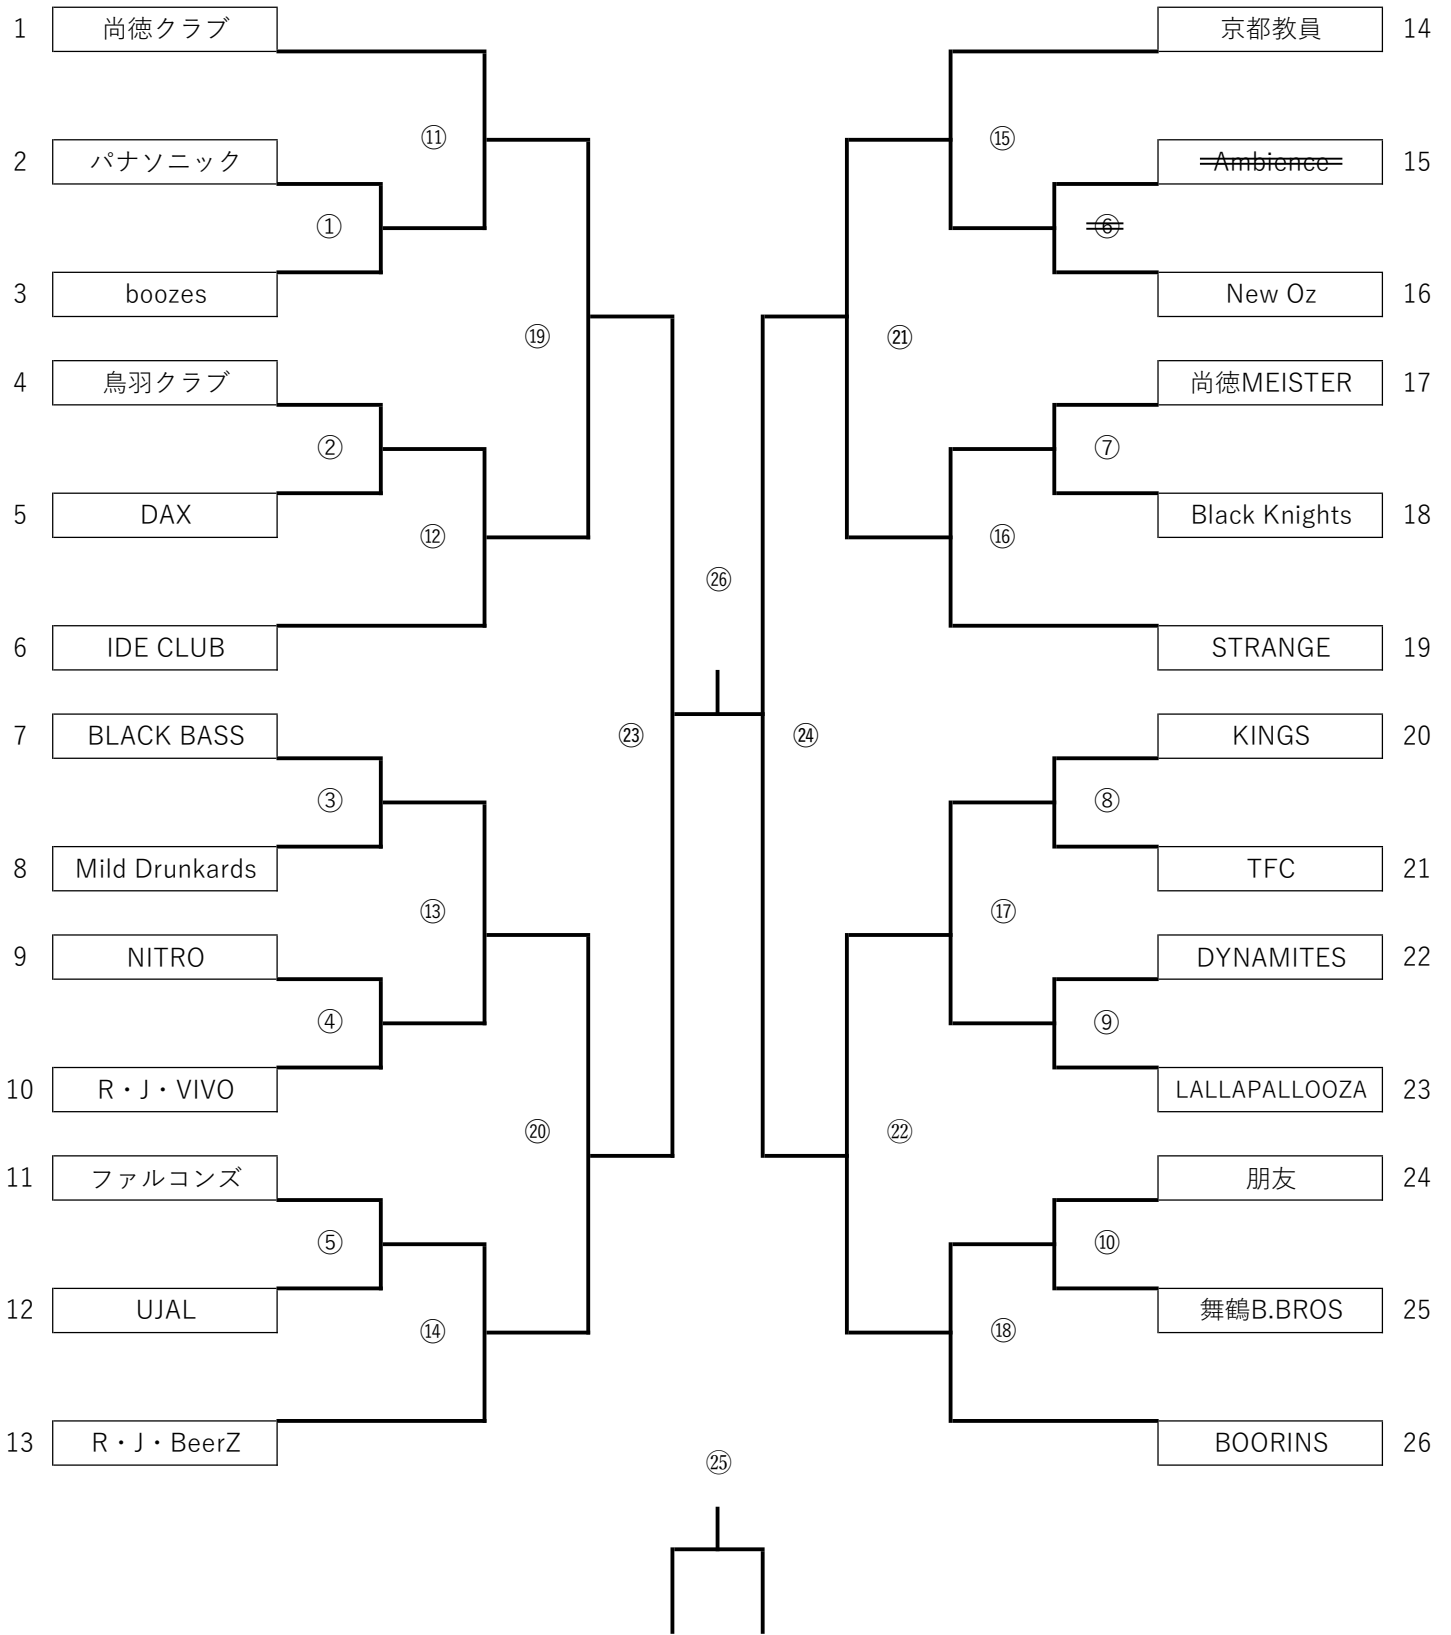 1 尚徳クラブ
⑪
2 パナソニック
①
3 boozes
⑲
4 鳥羽クラブ
②
5 DAX
⑫
6 IDE CLUB
㉓
7 BLACK BASS
③
8 Mild Drunkards
⑬
9 NITRO
④
10 R・J・VIVO
⑳
11 ファルコンズ
⑤
12 UJAL
⑭
13 R・J・BeerZ
㉖
㉕
京都教員 14
⑮
Ambience 15
⑥
New Oz 16
㉑
尚徳MEISTER 17
⑦
Black Knights 18
⑯
STRANGE 19
㉔
KINGS 20
⑧
TFC 21
⑰
DYNAMITES 22
⑨
LALLAPALLOOZA 23
㉒
朋友 24
⑩
舞鶴B.BROS 25
⑱
BOORINS 26